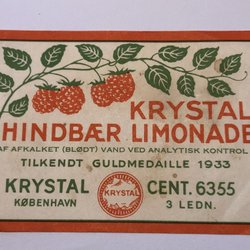 KRYSTAL
HINDBÆR LIMONADE
AF AFKALKET (BLØDT) VAND VED ANALYTISK KONTROL
TILKENDT GULDMEDAILLE 1933
KRYSTAL
KØBENHAVN
KRYSTAL
CENT. 6355
3 LEDN.